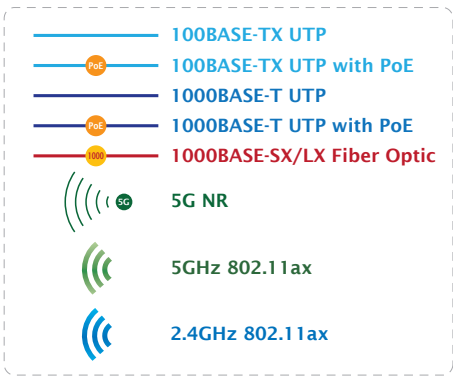 100BASE-TX UTP
PoE 100BASE-TX UTP with PoE
1000BASE-T UTP
PoE 1000BASE-T UTP with PoE
1000 1000BASE-SX/LX Fiber Optic
5G 5G NR
5GHz 802.11ax
2.4GHz 802.11ax